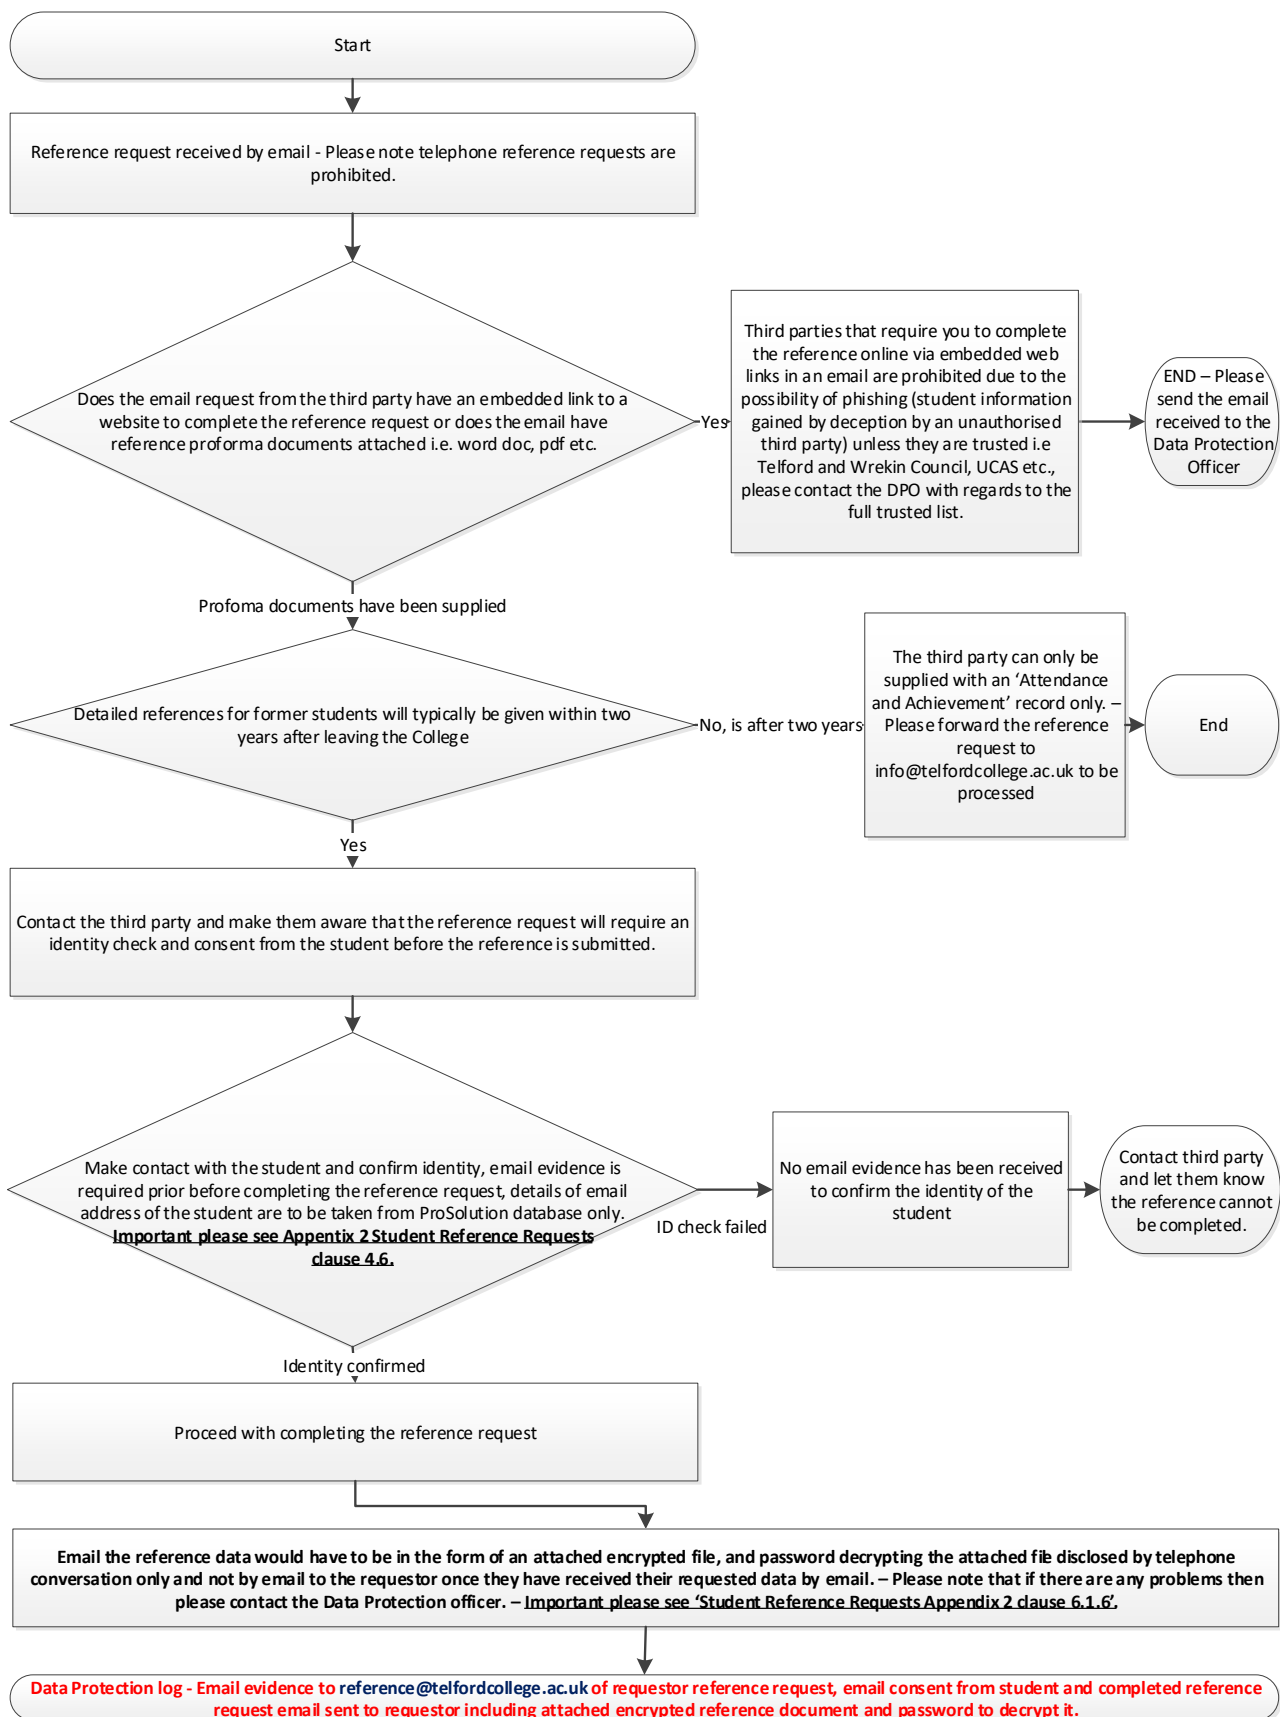 Start
Reference request received by email - Please note telephone reference requests are
prohibited.
Does the email request from the third party have an embedded link to a
website to complete the reference request or does the email have
reference proforma documents attached i.e. word doc, pdf etc.
Yes
Third parties that require you to complete
the reference online via embedded web
links in an email are prohibited due to the
possibility of phishing (student information
gained by deception by an unauthorised
third party) unless they are trusted i.e
Telford and Wrekin Council, UCAS etc.,
please contact the DPO with regards to the
full trusted list.
END – Please
send the email
received to the
Data Protection
Officer
Profoma documents have been supplied
Detailed references for former students will typically be given within two
years after leaving the College
No, is after two years
The third party can only be
supplied with an ‘Attendance
and Achievement’ record only. –
Please forward the reference
request to
info@telfordcollege.ac.uk to be
processed
End
Yes
Contact the third party and make them aware that the reference request will require an
identity check and consent from the student before the reference is submitted.
Make contact with the student and confirm identity, email evidence is
required prior before completing the reference request, details of email
address of the student are to be taken from ProSolution database only.
Important please see Appentix 2 Student Reference Requests
clause 4.6.
ID check failed
No email evidence has been received
to confirm the identity of the
student
Contact third party
and let them know
the reference cannot
be completed.
Identity confirmed
Proceed with completing the reference request
Email the reference data would have to be in the form of an attached encrypted file, and password decrypting the attached file disclosed by telephone
conversation only and not by email to the requestor once they have received their requested data by email. – Please note that if there are any problems then
please contact the Data Protection officer. – Important please see ‘Student Reference Requests Appendix 2 clause 6.1.6’.
Data Protection log - Email evidence to reference@telfordcollege.ac.uk of requestor reference request, email consent from student and completed reference
request email sent to requestor including attached encrypted reference document and password to decrypt it.